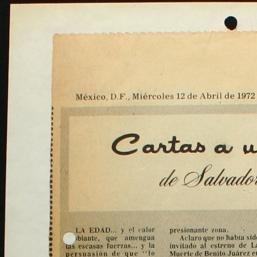 México, D.F., Miércoles 12 de Abril de 1972
Cartas a u
de Salvador
LA EDAD... y el calor
biante, que amengua
las escasas fuerzas... y la
persuasión de que "lo
presionante zona.
Aclaro que no había sido
invitado al estreno de La
Muerte de Benito Juárez en